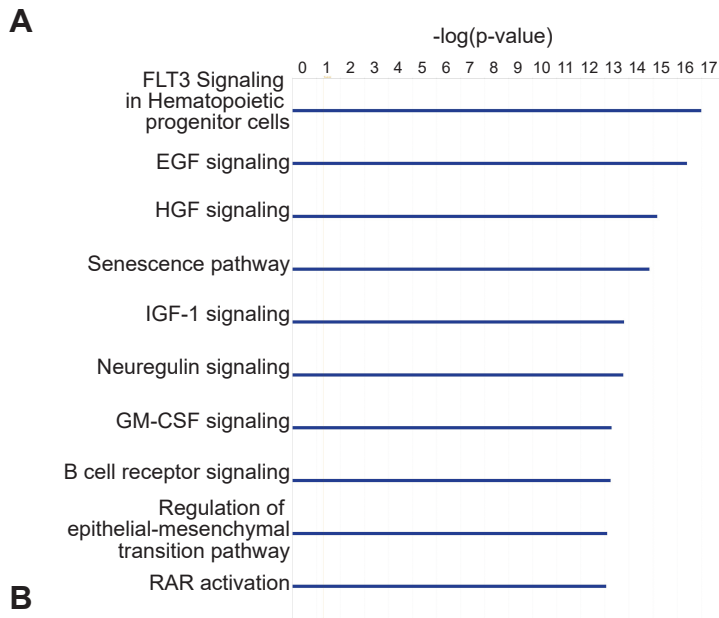 A
-log(p-value)
0 1 2 3 4 5 6 7 8 9 10 11 12 13 14 15 16 17
FLT3 Signaling
in Hematopoietic
progenitor cells
EGF signaling
HGF signaling
Senescence pathway
IGF-1 signaling
Neuregulin signaling
GM-CSF signaling
B cell receptor signaling
Regulation of
epithelial-mesenchymal
transition pathway
RAR activation
B